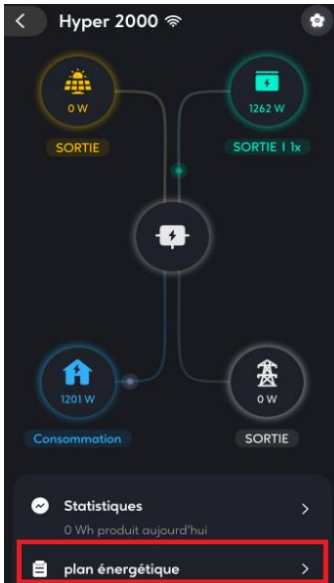 Hyper 2000
0 W
1262 W
SORTIE
SORTIE | 1x
1201 W
0 W
Consommation
SORTIE
Statistiques
0 Wh produit aujourd'hui
plan énergétique